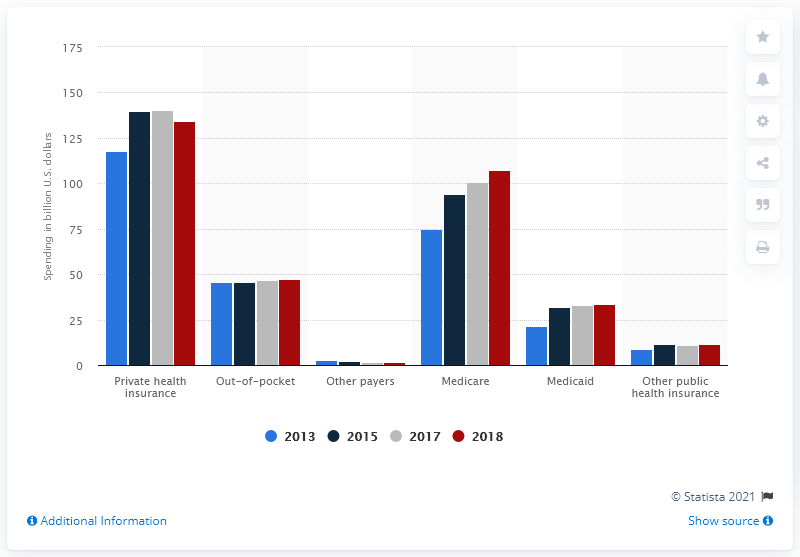 175
150
125
100
75
50
25
0
Spending in billion U.S. dollars
Private health
insurance
Out-of-pocket
Other payers
Medicare
Medicaid
Other public
health insurance
2013
2015
2017
2018
© Statista 2021
Additional Information
Show source